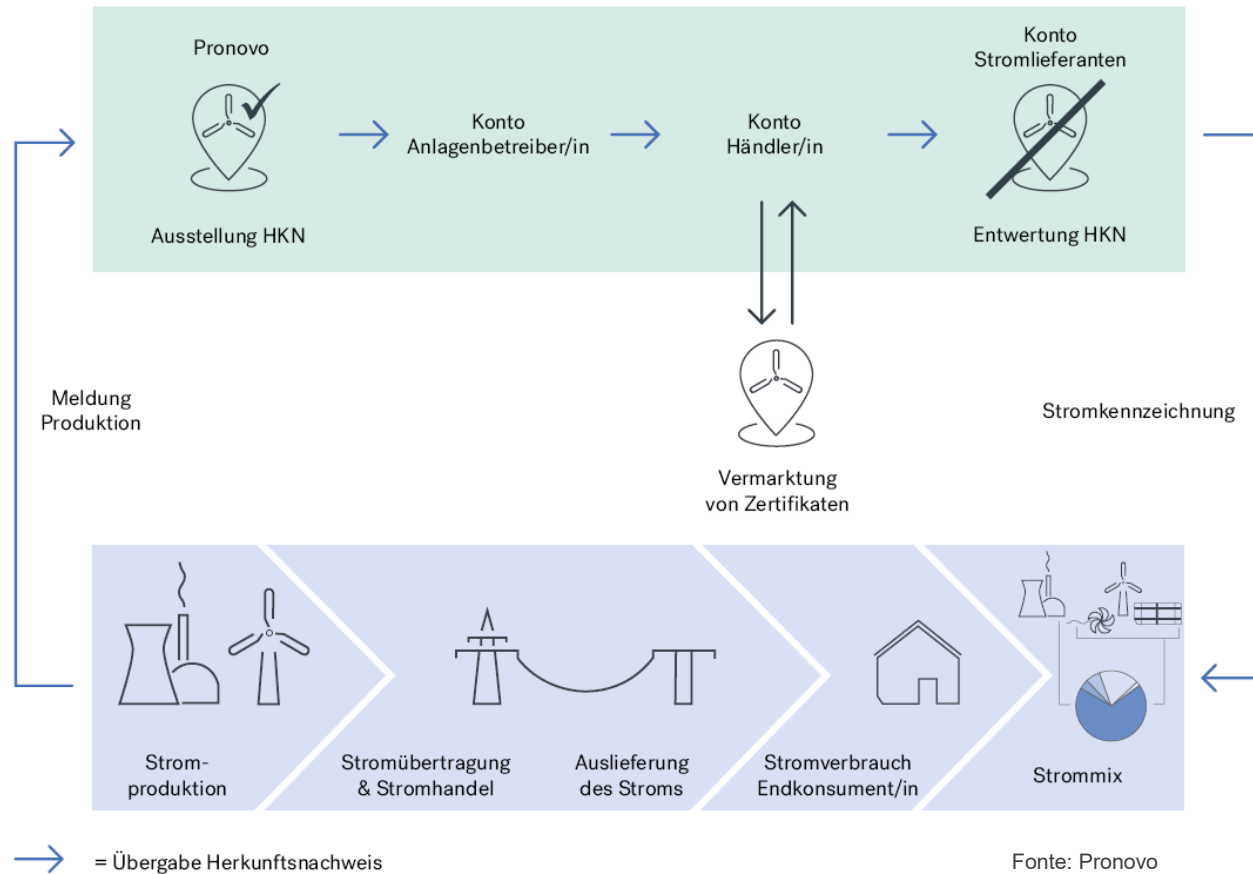 Pronovo
Ausstellung HKN
Konto
Anlagenbetreiber/in
Konto
Händler/in
Konto
Stromlieferanten
Entwertung HKN
Meldung
Produktion
Vermarktung
von Zertifikaten
Stromkennzeichnung
Strom-
produktion
Stromübertragung
& Stromhandel
Auslieferung
des Stroms
Stromverbrauch
Endkonsument/in
Strommix
= Übergabe Herkunftsnachweis
Fonte: Pronovo